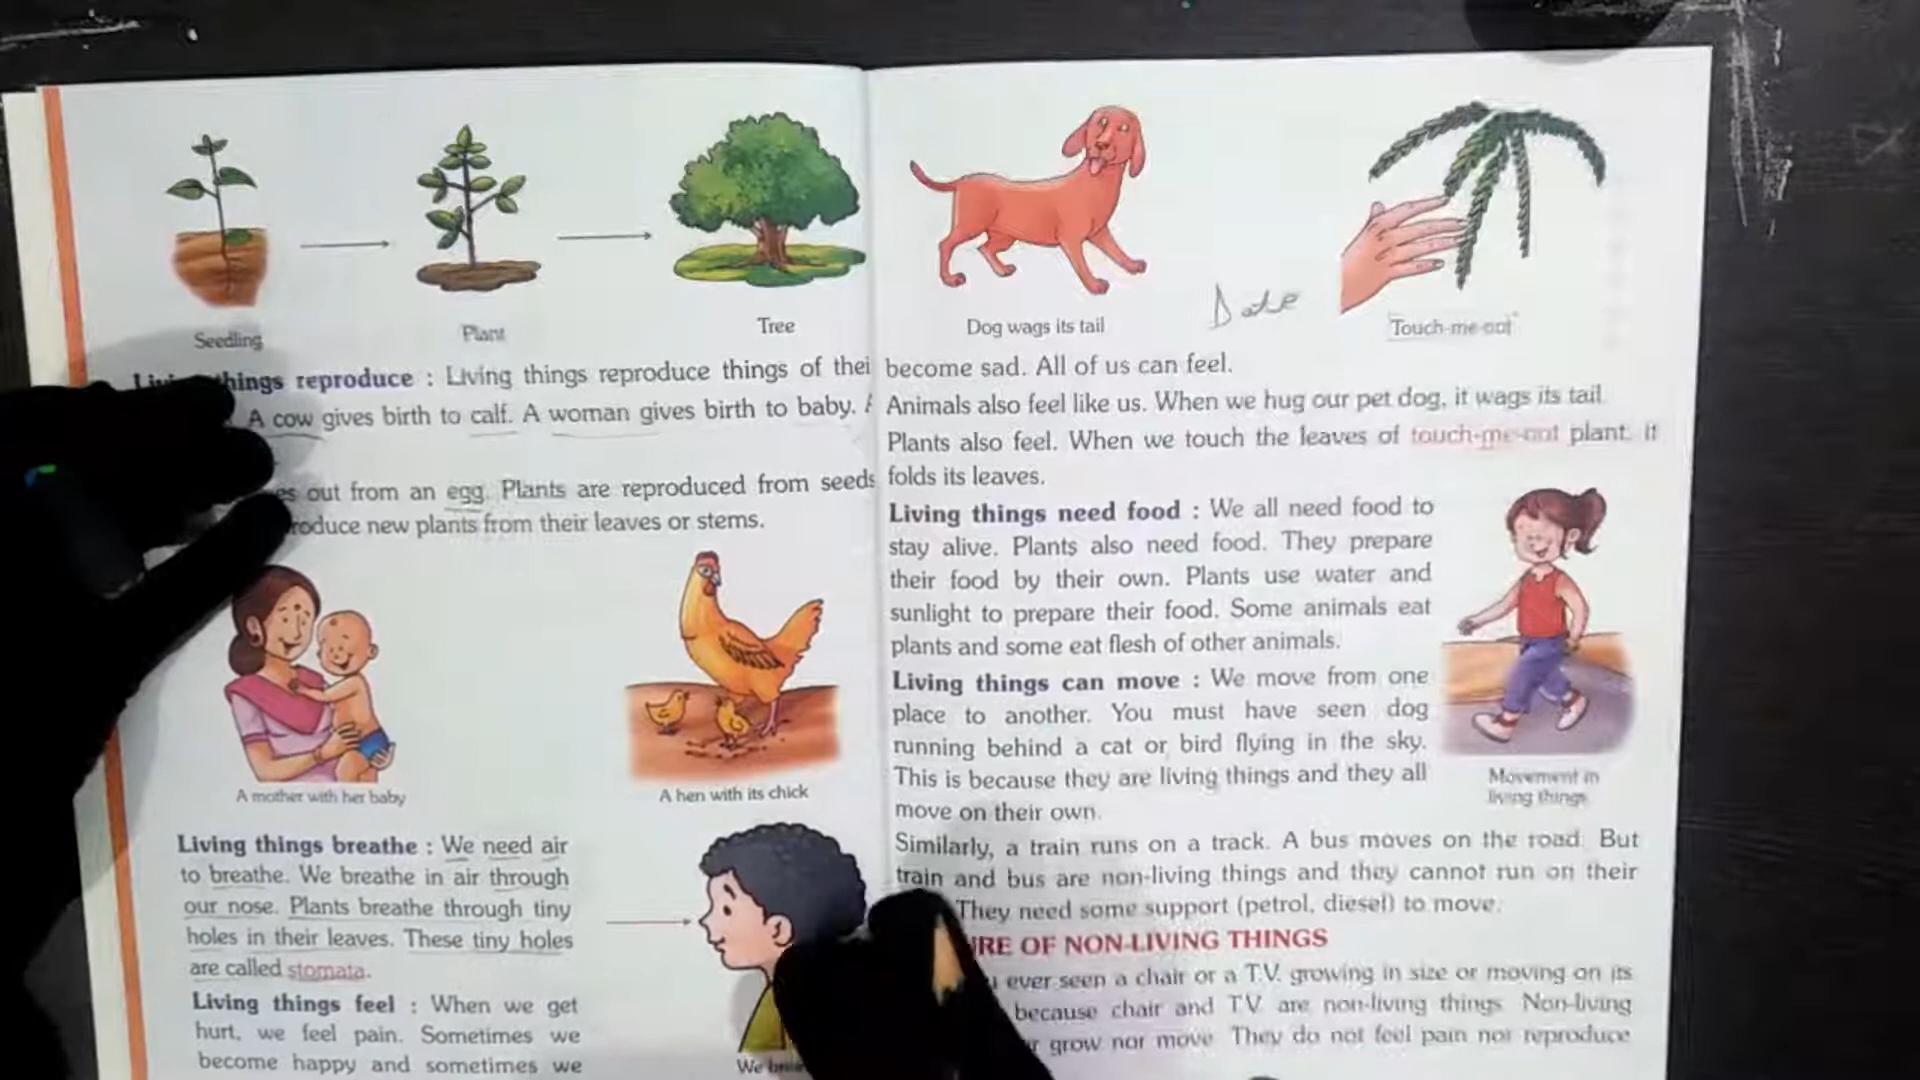 Seedling
Plant
Tree
things reproduce : Living things reproduce things of thei
A cow gives birth to calf. A woman gives birth to baby.
out from an egg. Plants are reproduced from seeds
new plants from their leaves or stems.
A mother with her baby
A hen with its chick
Living things breathe : We need air
to breathe. We breathe in air through
our nose. Plants breathe through tiny
holes in their leaves. These tiny holes
are called stomata.
Living things feel : When we get
hurt, we feel pain. Sometimes we
become happy and sometimes we
We
Dog wags its tail
Date
Touch-me-not
become sad. All of us can feel.
Animals also feel like us. When we hug our pet dog, it wags its tail.
Plants also feel. When we touch the leaves of touch-me-not plant, it
folds its leaves.
Living things need food : We all need food to
stay alive. Plants also need food. They prepare
their food by their own. Plants use water and
sunlight to prepare their food. Some animals eat
plants and some eat flesh of other animals.
Living things can move : We move from one
place to another. You must have seen dog
running behind a cat or bird flying in the sky.
This is because they are living things and they all
move on their own.
Movement in
living things
Similarly, a train runs on a track. A bus moves on the road. But
train and bus are non-living things and they cannot run on their
They need some support (petrol, diesel) to move.
OF NON-LIVING THINGS
ever seen a chair or a T.V. growing in size or moving on its
because chair and T.V. are non-living things. Non-living
grow nor move. They do not feel pain nor reproduce